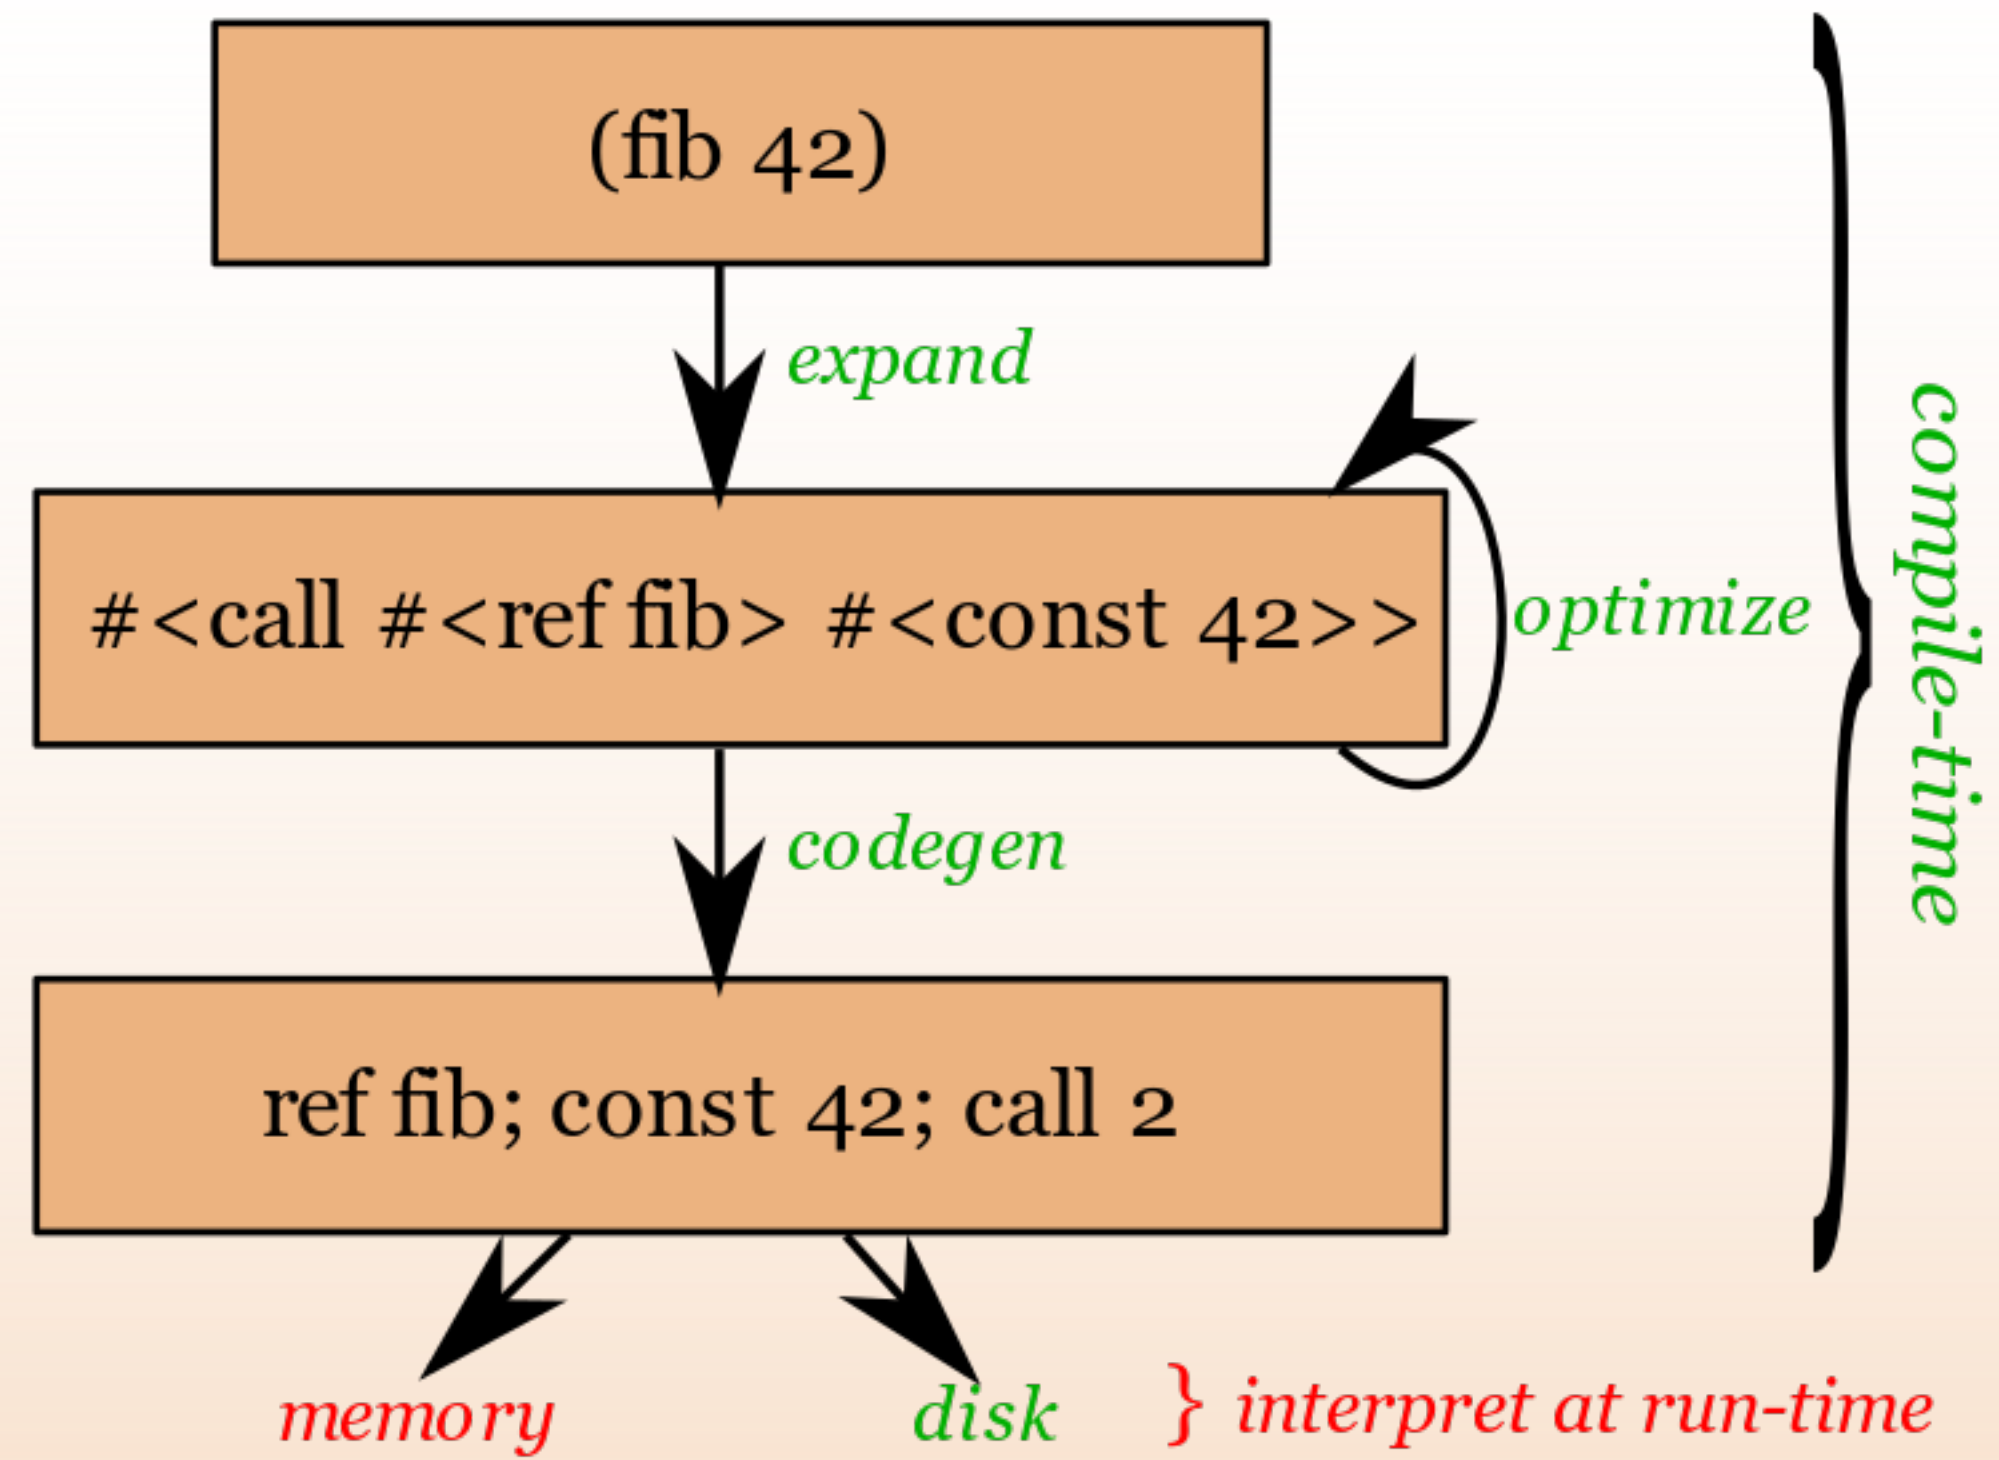 (fib 42)
expand
#<call #<ref fib> #<const 42>>
optimize
compile-time
codegen
ref fib; const 42; call 2
memory
disk
} interpret at run-time